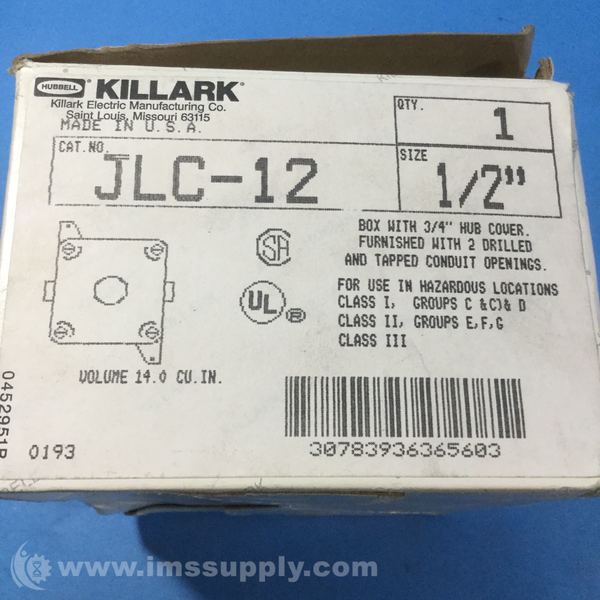 HUBBELL KILLARK®
Killark Electric Manufacturing Co.
Saint Louis, Missouri 63115
MADE IN U.S.A.
QTY. 1
CAT.NO. JLC-12
SIZE 1/2"
BOX WITH 3/4" HUB COVER.
FURNISHED WITH 2 DRILLED
AND TAPPED CONDUIT OPENINGS.
SA
UL ®
FOR USE IN HAZARDOUS LOCATIONS
CLASS I, GROUPS C &C)& D
CLASS II, GROUPS E,F,G
CLASS III
VOLUME 14.0 CU.IN.
0452951P
0193
30783936365603
www.imssupply.com